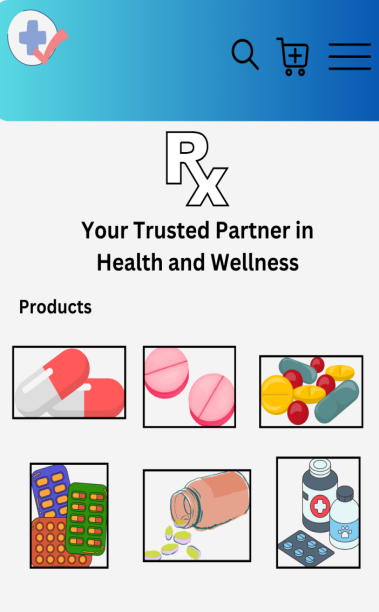 Rx
Your Trusted Partner in
Health and Wellness
Products